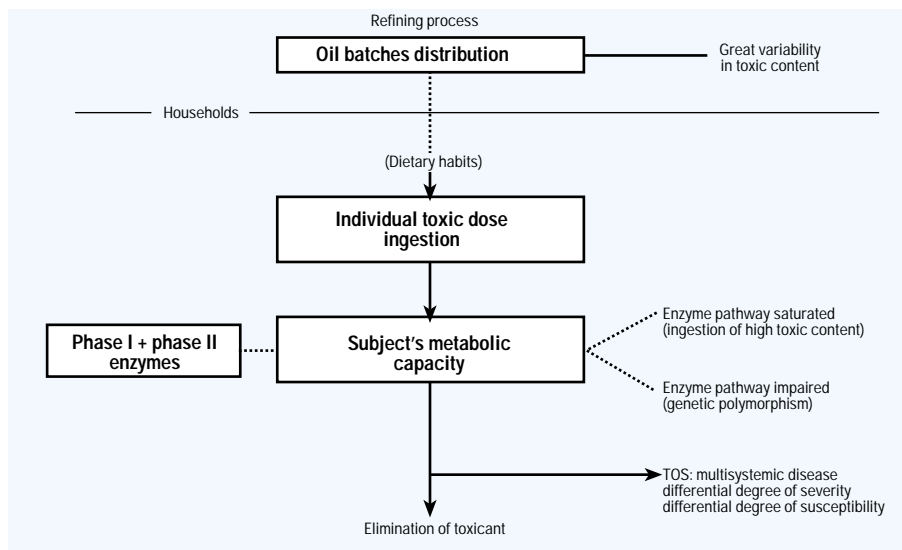 Refining process
Oil batches distribution
Great variability
in toxic content
Households
(Dietary habits)
Individual toxic dose
ingestion
Phase I + phase II
enzymes
Subject's metabolic
capacity
Enzyme pathway saturated
(ingestion of high toxic content)
Enzyme pathway impaired
(genetic polymorphism)
TOS: multisystemic disease
differential degree of severity
differential degree of susceptibility
Elimination of toxicant